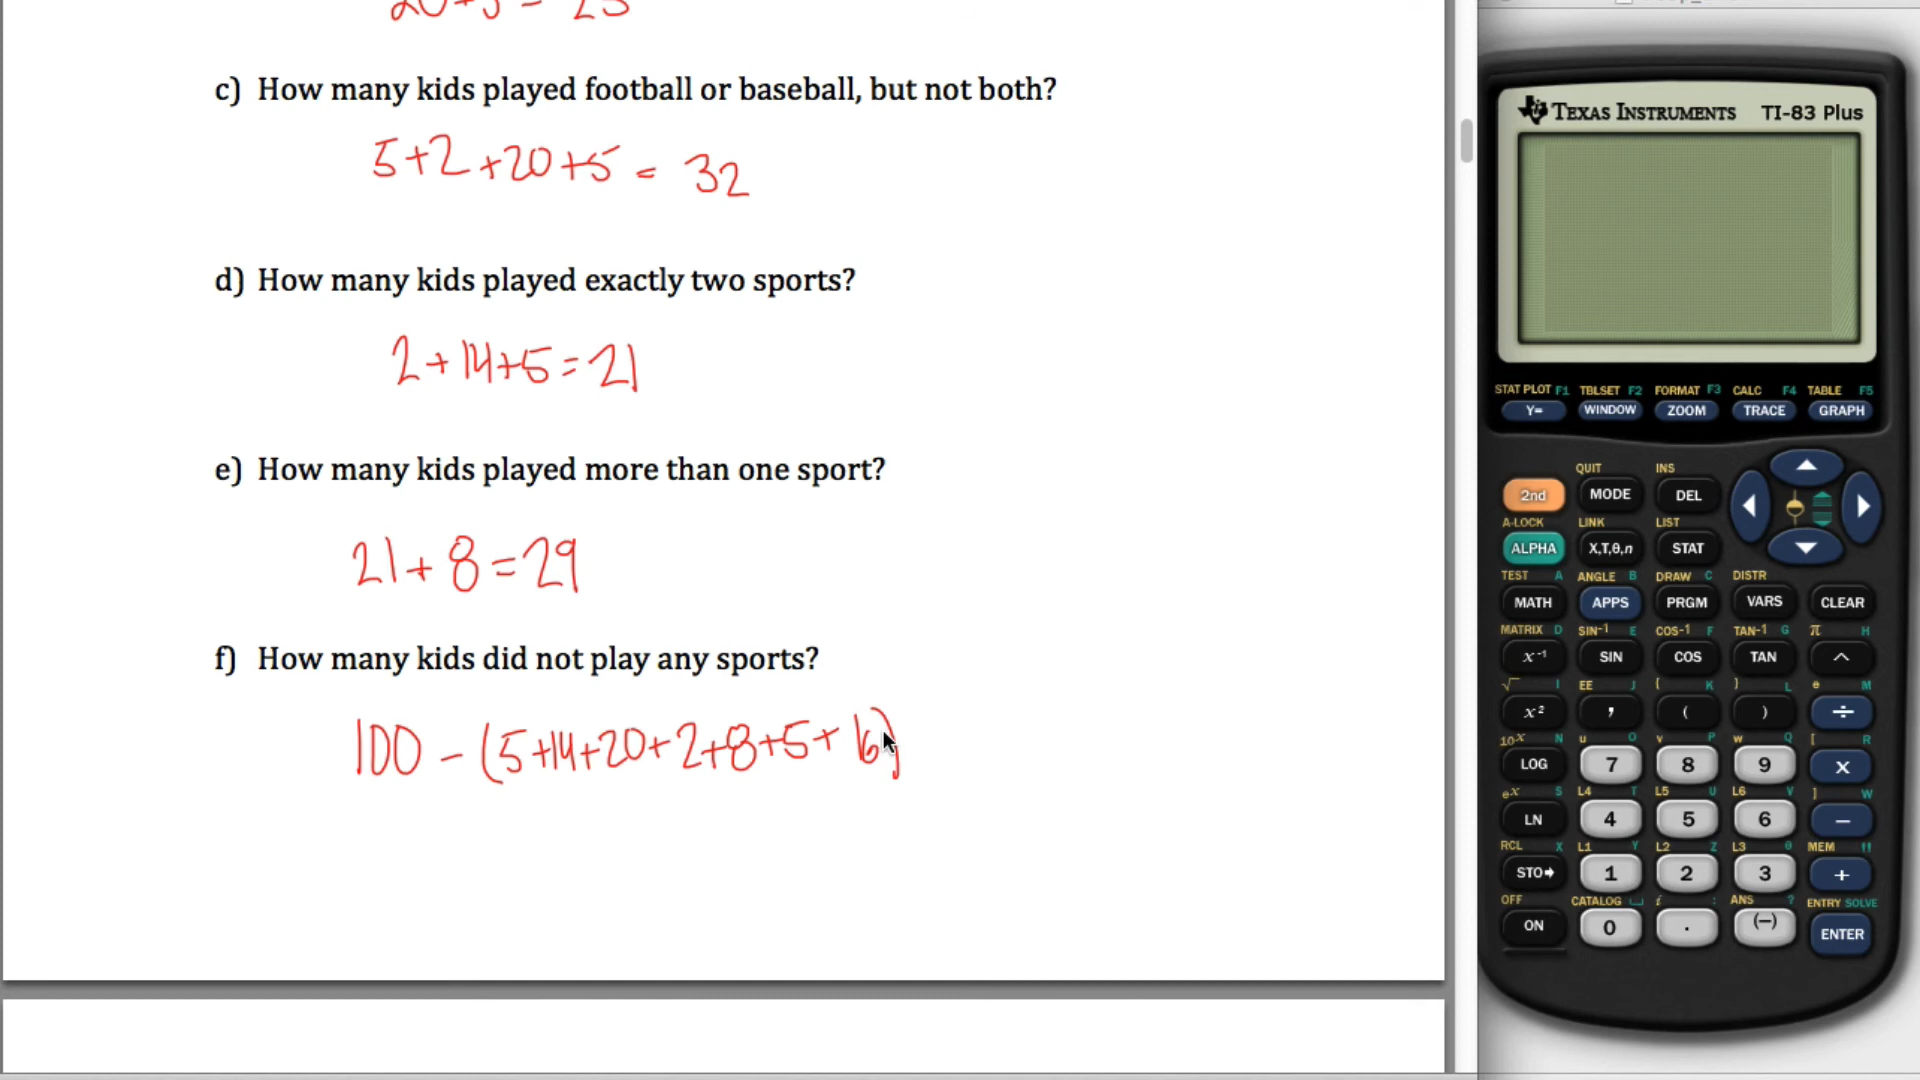 20+5 = 25
c) How many kids played football or baseball, but not both?
5+2+20+5 = 32
d) How many kids played exactly two sports?
2+14+5=21
e) How many kids played more than one sport?
21+8=29
f) How many kids did not play any sports?
100-(5+14+20+2+8+5+16)
TEXAS INSTRUMENTS TI-83 Plus
STAT PLOT F1 TBLSET F2 FORMAT F3 CALC F4 TABLE F5
Y= WINDOW ZOOM TRACE GRAPH
QUIT INS
2nd MODE DEL
A-LOCK LINK LIST
ALPHA X,T,θ,n STAT
TEST A ANGLE B DRAW C DISTR
MATH APPS PRGM VARS CLEAR
MATRIX D SIN⁻¹ E COS⁻¹ F TAN⁻¹ G π H
x⁻¹ SIN COS TAN ^
√ I EE J { K } L e M
x² , ( ) ÷
10ˣ N u O v P w Q [ R
LOG 7 8 9 ×
eˣ S L4 T L5 U L6 V ] W
LN 4 5 6 −
RCL X L1 Y L2 Z L3 θ MEM "
STO➔ 1 2 3 +
OFF CATALOG ⎵ i : ANS ? ENTRY SOLVE
ON 0 . (−) ENTER